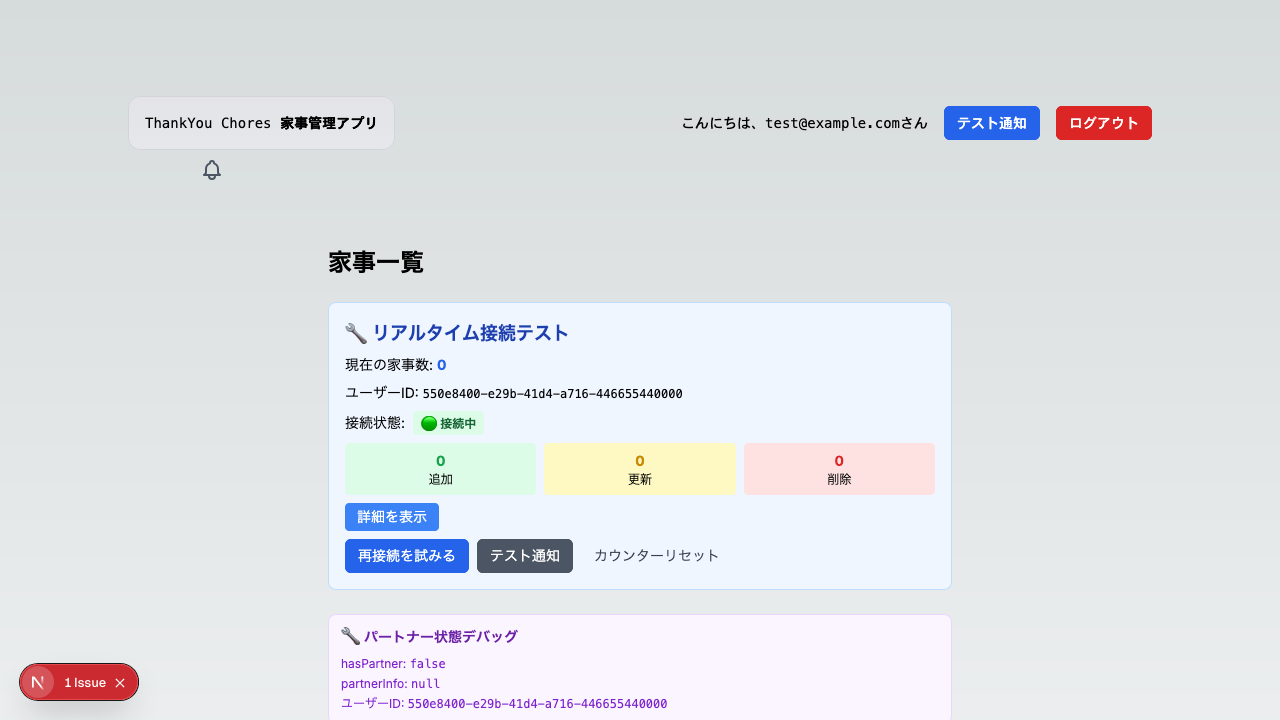 ThankYou Chores 家事管理アプリ
こんにちは、test@example.comさん
テスト通知
ログアウト
家事一覧
リアルタイム接続テスト
現在の家事数: 0
ユーザーID: 550e8400-e29b-41d4-a716-446655440000
接続状態: 接続中
0
追加
0
更新
0
削除
詳細を表示
再接続を試みる
テスト通知
カウンターリセット
パートナー状態デバッグ
hasPartner: false
partnerInfo: null
ユーザーID: 550e8400-e29b-41d4-a716-446655440000
N
1 Issue